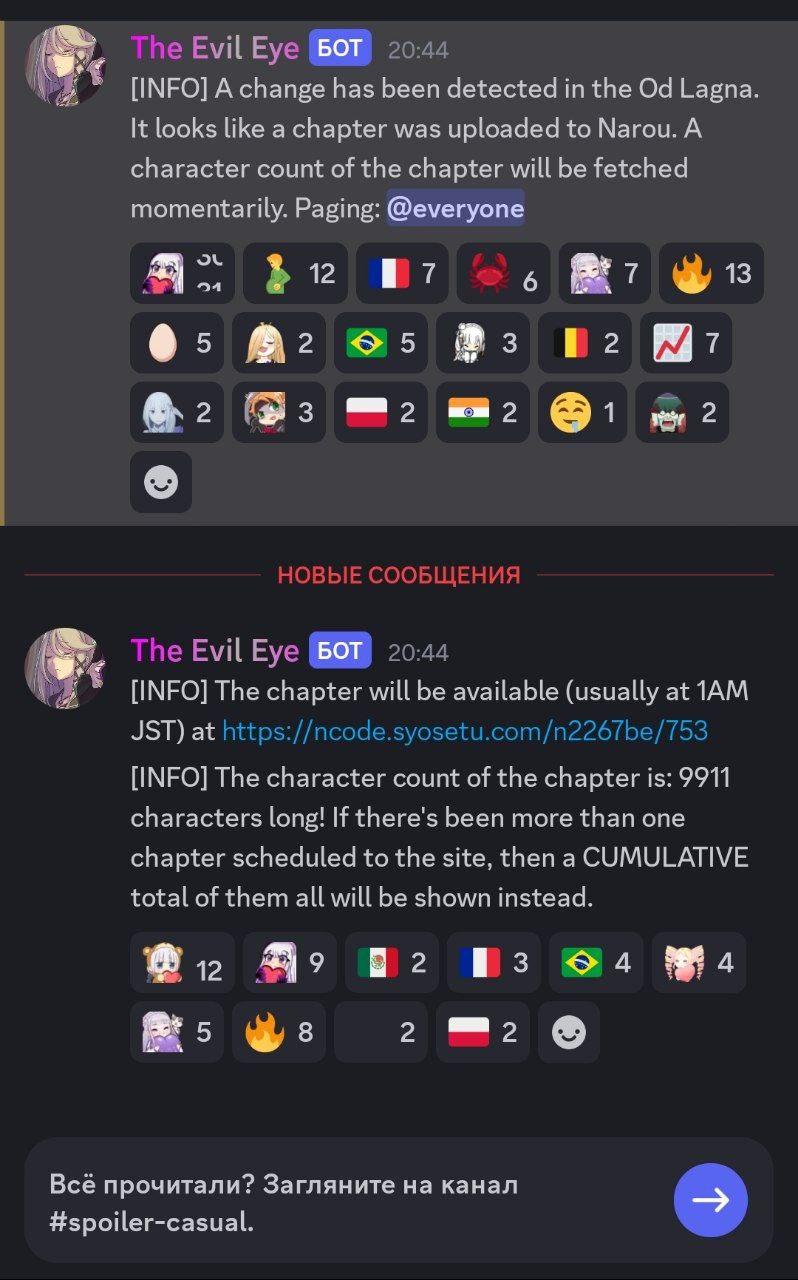 The Evil Eye БОТ 20:44
[INFO] A change has been detected in the Od Lagna.
It looks like a chapter was uploaded to Narou. A
character count of the chapter will be fetched
momentarily. Paging: @everyone
12 7 6 7 13
5 2 5 3 2 7
2 3 2 2 1 2
НОВЫЕ СООБЩЕНИЯ
The Evil Eye БОТ 20:44
[INFO] The chapter will be available (usually at 1AM
JST) at https://ncode.syosetu.com/n2267be/753
[INFO] The character count of the chapter is: 9911
characters long! If there's been more than one
chapter scheduled to the site, then a CUMULATIVE
total of them all will be shown instead.
12 9 2 3 4 4
5 8 2 2
Всё прочитали? Загляните на канал
#spoiler-casual.